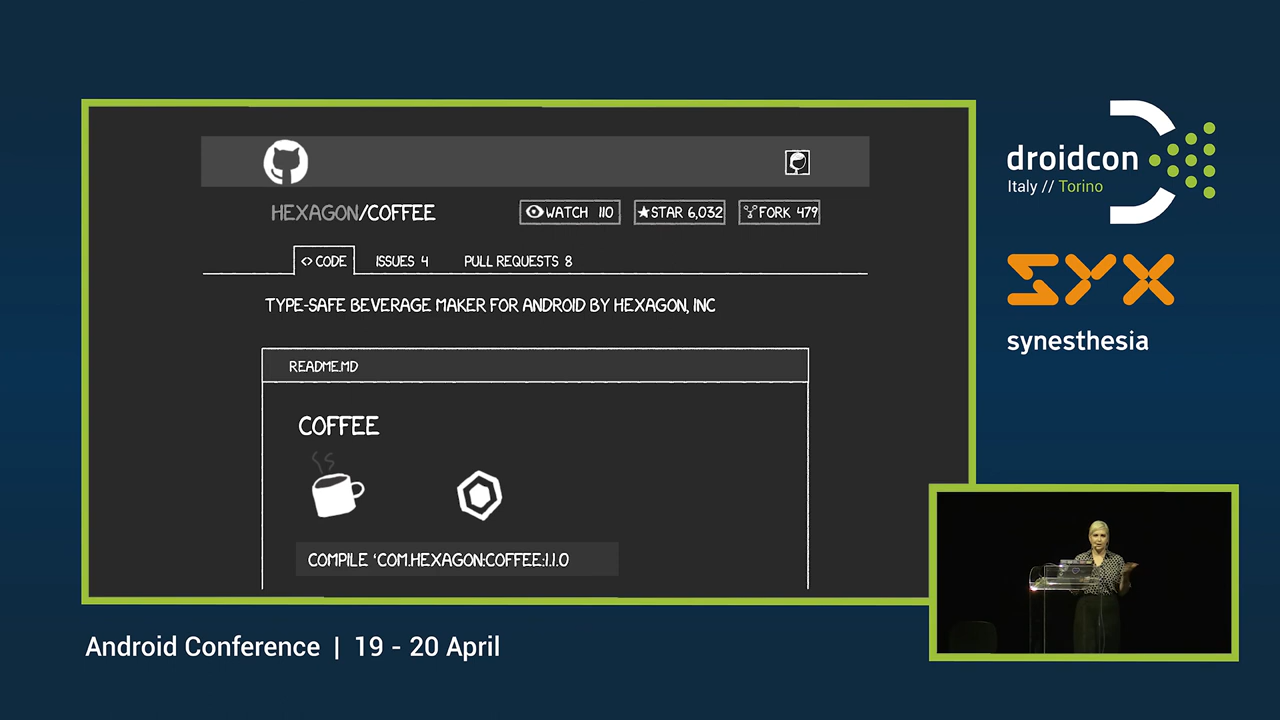 HEXAGON/COFFEE
WATCH 110
STAR 6,032
FORK 479
<> CODE
ISSUES 4
PULL REQUESTS 8
TYPE-SAFE BEVERAGE MAKER FOR ANDROID BY HEXAGON, INC
README.MD
COFFEE
COMPILE ‘COM.HEXAGON:COFFEE:1.1.0
droidcon
Italy // Torino
SYX
synesthesia
Android Conference | 19 - 20 April